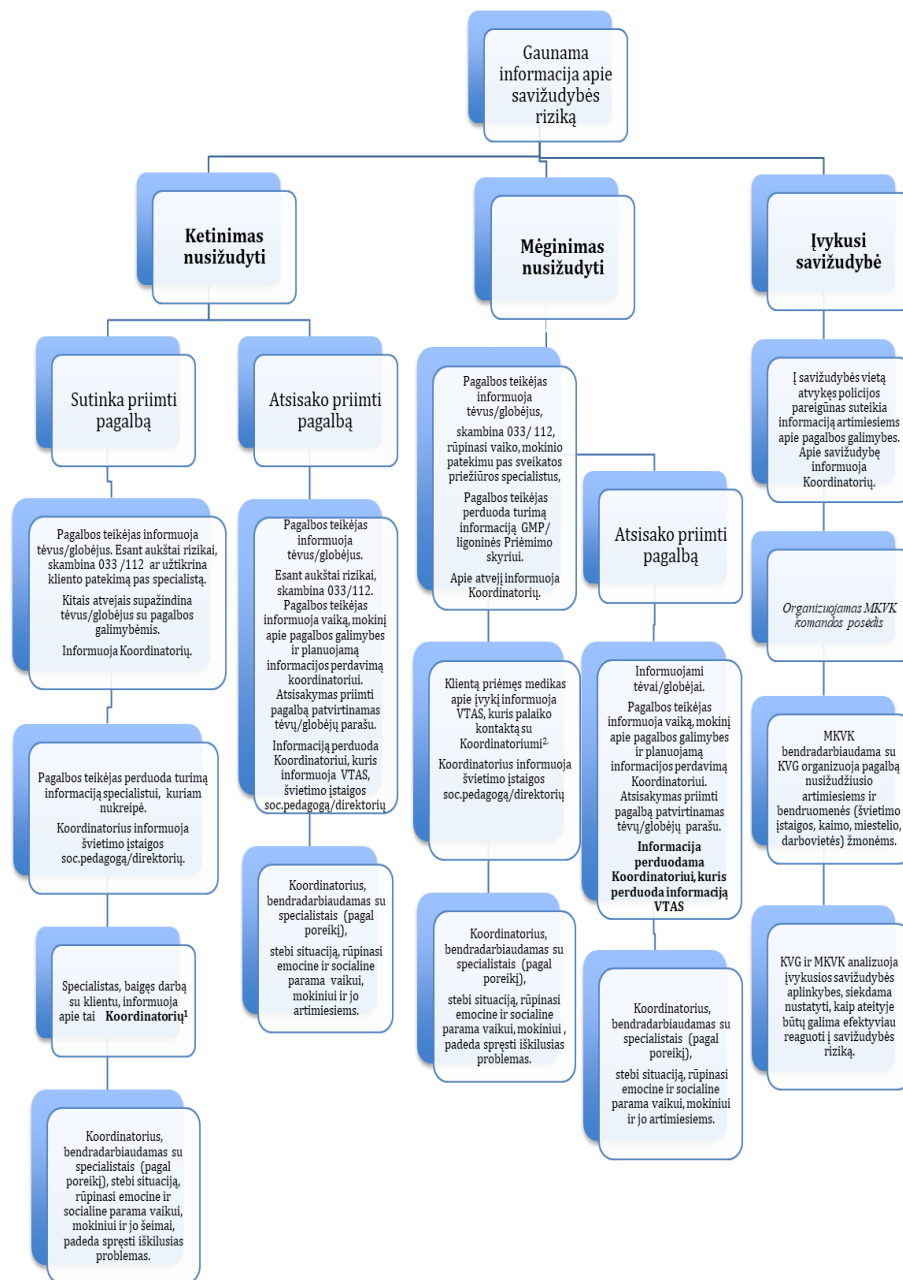 Gaunama
informacija apie
savižudybės
riziką
Ketinimas
nusižudyti
Mėginimas
nusižudyti
Įvykusi
savižudybė
Sutinka priimti
pagalbą
Atsisako priimti
pagalbą
Pagalbos teikėjas
informuoja
tėvus/globėjus,
skambina 033/ 112,
rūpinasi vaiko, mokinio
patekimu pas sveikatos
priežiūros specialistus,
Pagalbos teikėjas
perduoda turimą
informaciją GMP/
ligoninės Priėmimo
skyriui.
Apie atvejį informuoja
Koordinatorių.
Atsisako priimti
pagalbą
Į savižudybės vietą
atvykęs policijos
pareigūnas suteikia
informaciją artimiesiems
apie pagalbos galimybes.
Apie savižudybę
informuoja
Koordinatorių.
Pagalbos teikėjas informuoja
tėvus/globėjus. Esant aukštai rizikai,
skambina 033 /112 ar užtikrina
kliento patekimą pas specialistą.
Kitais atvejais supažindina
tėvus/globėjus su pagalbos
galimybėmis.
Informuoja Koordinatorių.
Pagalbos teikėjas
informuoja
tėvus/globėjus.
Esant aukštai rizikai,
skambina 033/112.
Pagalbos teikėjas
informuoja vaiką, mokinį
apie pagalbos galimybes
ir planuojamą
informacijos perdavimą
koordinatoriui.
Atsisakymas priimti
pagalbą patvirtinamas
tėvų/globėjų parašu.
Informaciją perduoda
Koordinatoriui, kuris
informuoja VTAS,
švietimo įstaigos
soc.pedagogą/direktorių
Klientą priėmęs medikas
apie įvykį informuoja
VTAS, kuris palaiko
kontaktą su
Koordinatoriumi2.
Koordinatorius informuoja
švietimo įstaigos
soc.pedagogą/direktorių
Informuojami
tėvai/globėjai.
Pagalbos teikėjas
informuoja vaiką, mokinį
apie pagalbos galimybes
ir planuojamą
informacijos perdavimą
Koordinatoriui.
Atsisakymas priimti
pagalbą patvirtinamas
tėvų/globėjų parašu.
Informacija
perduodama
Koordinatoriui, kuris
perduoda informaciją
VTAS
Organizuojamas MKVK
komandos posėdis
Pagalbos teikėjas perduoda turimą
informaciją specialistui, kuriam
nukreipė.
Koordinatorius informuoja
švietimo įstaigos
soc.pedagogą/direktorių.
MKVK
bendradarbiaudama su
KVG organizuoja pagalbą
nusižudžiusio
artimiesiems ir
bendruomenės (švietimo
įstaigos, kaimo, miestelio,
darbovietės) žmonėms.
Specialistas, baigęs darbą
su klientu, informuoja
apie tai Koordinatorių1
Koordinatorius,
bendradarbiaudamas su
specialistais (pagal
poreikį),
stebi situaciją, rūpinasi
emocine ir socialine
parama vaikui,
mokiniui ir jo
artimiesiems.
Koordinatorius,
bendradarbiaudamas su
specialistais (pagal
poreikį),
stebi situaciją, rūpinasi
emocine ir socialine
parama vaikui, mokiniui ,
padeda spręsti iškilusias
problemas.
Koordinatorius,
bendradarbiaudamas su
specialistais (pagal
poreikį),
stebi situaciją, rūpinasi
emocine ir socialine
parama vaikui, mokiniui
ir jo artimiesiems.
KVG ir MKVK analizuoja
įvykusios savižudybės
aplinkybes, siekdama
nustatyti, kaip ateityje
būtų galima efektyviau
reaguoti į savižudybės
riziką.
Koordinatorius,
bendradarbiaudamas su
specialistais (pagal
poreikį), stebi situaciją,
rūpinasi emocine ir
socialine parama vaikui,
mokiniui ir jo šeimai,
padeda spręsti iškilusias
problemas.